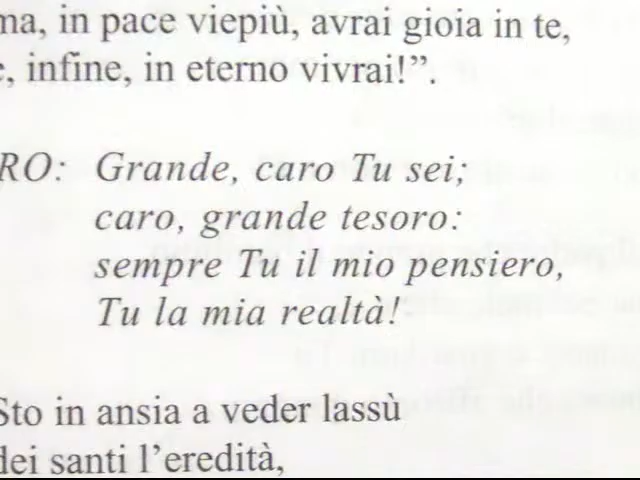 ma, in pace viepiù, avrai gioia in te,
e, infine, in eterno vivrai!”.
RO: Grande, caro Tu sei;
caro, grande tesoro:
sempre Tu il mio pensiero,
Tu la mia realtà!
Sto in ansia a veder lassù
dei santi l’eredità,